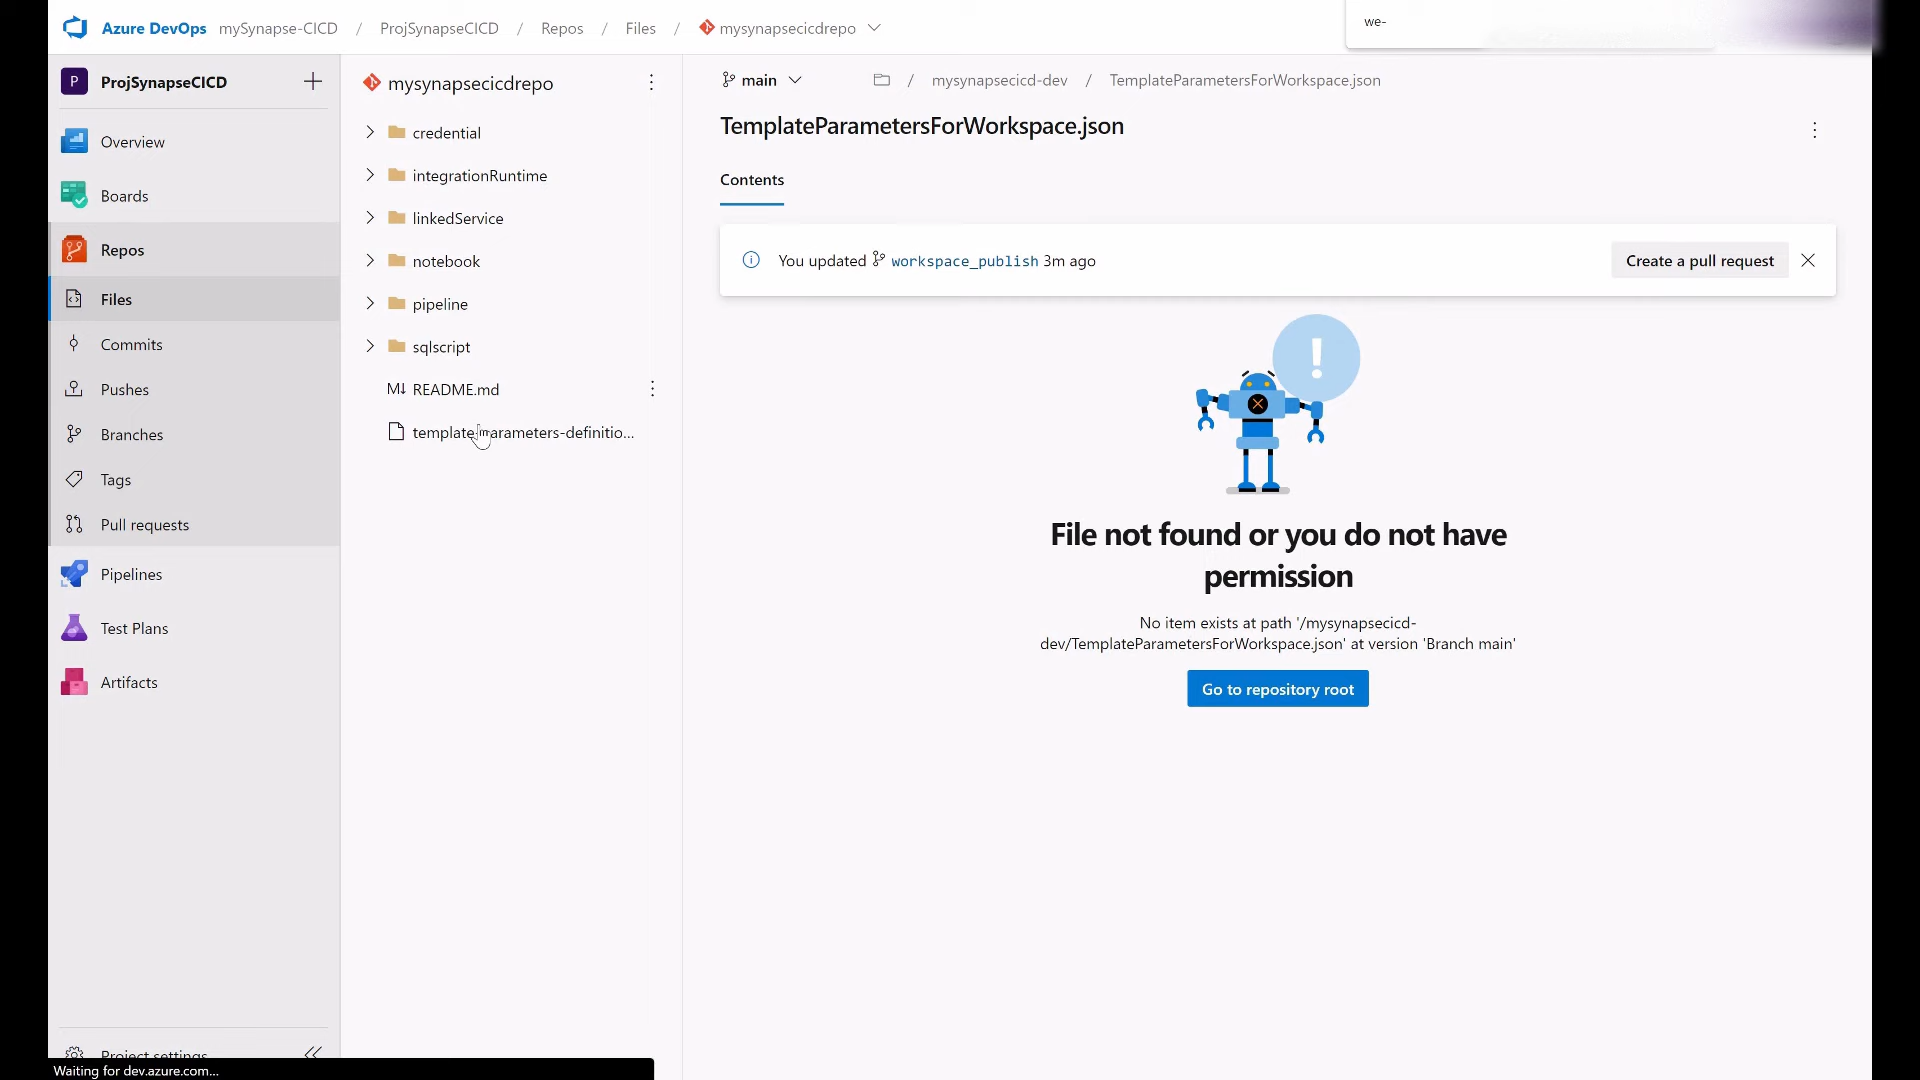 Azure DevOps mySynapse-CICD / ProjSynapseCICD / Repos / Files / mysynapsecicdrepo
we-
P ProjSynapseCICD
Overview
Boards
Repos
Files
Commits
Pushes
Branches
Tags
Pull requests
Pipelines
Test Plans
Artifacts
Project settings
Waiting for dev.azure.com...
mysynapsecicdrepo
credential
integrationRuntime
linkedService
notebook
pipeline
sqlscript
M↓ README.md
template-parameters-definitio...
main / mysynapsecicd-dev / TemplateParametersForWorkspace.json
TemplateParametersForWorkspace.json
Contents
You updated workspace_publish 3m ago
Create a pull request
!
File not found or you do not have
permission
No item exists at path '/mysynapsecicd-
dev/TemplateParametersForWorkspace.json' at version 'Branch main'
Go to repository root